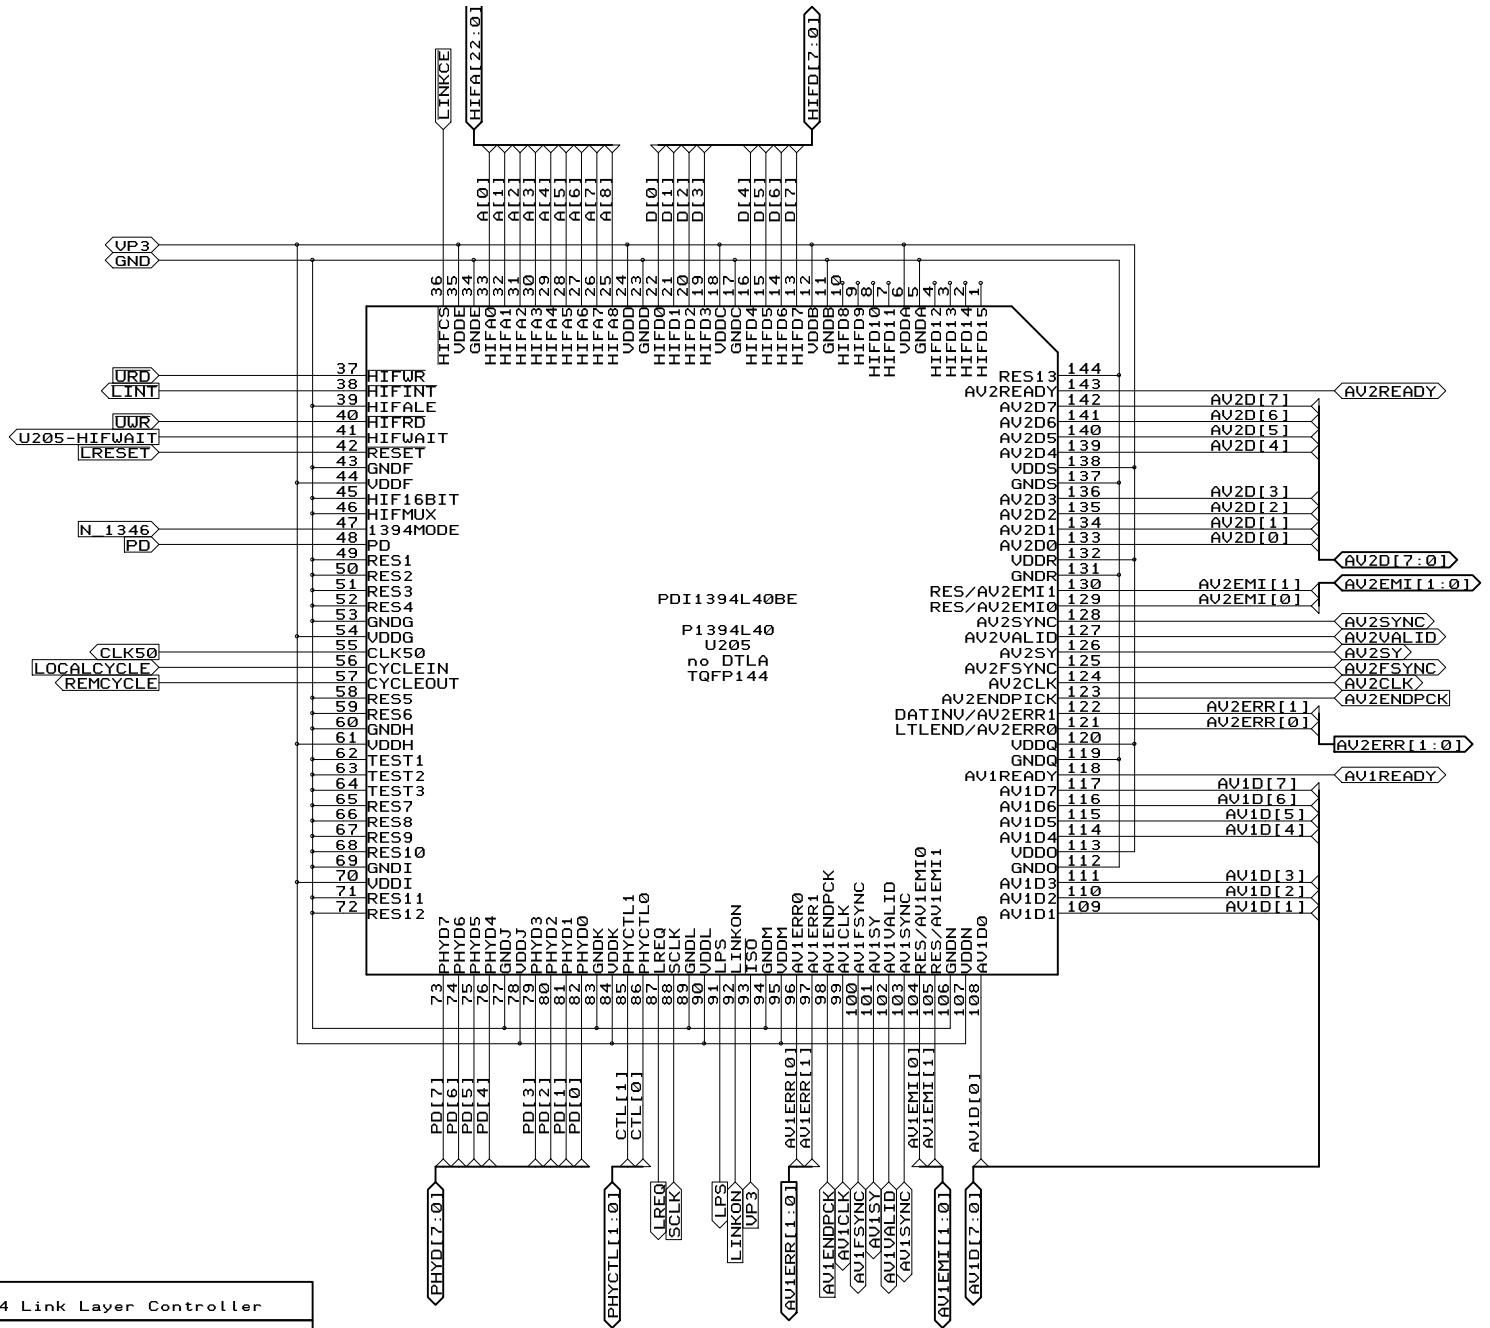 HIFA[22:0]
HIFD[7:0]
LINKCE
A[0]
A[1]
A[2]
A[3]
A[4]
A[5]
A[6]
A[7]
A[8]
D[0]
D[1]
D[2]
D[3]
D[4]
D[5]
D[6]
D[7]
VP3
GND
36 HIFCS
35 VDDE
34 GNDE
33 HIFA0
32 HIFA1
31 HIFA2
30 HIFA3
29 HIFA4
28 HIFA5
27 HIFA6
26 HIFA7
25 HIFA8
24 VDDD
23 GNDD
22 HIFD0
21 HIFD1
20 HIFD2
19 HIFD3
18 VDDC
17 GNDC
16 HIFD4
15 HIFD5
14 HIFD6
13 HIFD7
12 VDDB
11 GNDB
10 HIFD8
9 HIFD9
8 HIFD10
7 HIFD11
6 VDDA
5 GNDA
4 HIFD12
3 HIFD13
2 HIFD14
1 HIFD15
URD 37 HIFWR
LINT 38 HIFINT
39 HIFALE
UWR 40 HIFRD
U205-HIFWAIT 41 HIFWAIT
LRESET 42 RESET
43 GNDF
44 VDDF
45 HIF16BIT
46 HIFMUX
N_1346 47 1394MODE
PD 48 PD
49 RES1
50 RES2
51 RES3
52 RES4
53 GNDG
54 VDDG
CLK50 55 CLK50
LOCALCYCLE 56 CYCLEIN
REMCYCLE 57 CYCLEOUT
58 RES5
59 RES6
60 GNDH
61 VDDH
62 TEST1
63 TEST2
64 TEST3
65 RES7
66 RES8
67 RES9
68 RES10
69 GNDI
70 VDDI
71 RES11
72 RES12
PDI1394L40BE
P1394L40
U205
no DTLA
TQFP144
RES13 144
AV2READY 143 AV2READY
AV2D7 142 AV2D[7]
AV2D6 141 AV2D[6]
AV2D5 140 AV2D[5]
AV2D4 139 AV2D[4]
VDDS 138
GNDS 137
AV2D3 136 AV2D[3]
AV2D2 135 AV2D[2]
AV2D1 134 AV2D[1]
AV2D0 133 AV2D[0]
VDDR 132 AV2D[7:0]
GNDR 131
RES/AV2EMI1 130 AV2EMI[1] AV2EMI[1:0]
RES/AV2EMI0 129 AV2EMI[0]
AV2SYNC 128 AV2SYNC
AV2VALID 127 AV2VALID
AV2SY 126 AV2SY
AV2FSYNC 125 AV2FSYNC
AV2CLK 124 AV2CLK
AV2ENDPICK 123 AV2ENDPCK
DATINV/AV2ERR1 122 AV2ERR[1]
LTLEND/AV2ERR0 121 AV2ERR[0]
VDDQ 120 AV2ERR[1:0]
GNDQ 119
AV1READY 118 AV1READY
AV1D7 117 AV1D[7]
AV1D6 116 AV1D[6]
AV1D5 115 AV1D[5]
AV1D4 114 AV1D[4]
VDDO 113
GNDO 112
AV1D3 111 AV1D[3]
AV1D2 110 AV1D[2]
AV1D1 109 AV1D[1]
PHYD7 73 PD[7]
PHYD6 74 PD[6]
PHYD5 75 PD[5]
PHYD4 76 PD[4]
GNDJ 77
VDDJ 78
PHYD3 79 PD[3]
PHYD2 80 PD[2]
PHYD1 81 PD[1]
PHYD0 82 PD[0]
GNDK 83
VDDK 84
PHYCTL1 85 CTL[1]
PHYCTL0 86 CTL[0]
LREQ 87 LREQ
SCLK 88 SCLK
GNDL 89
VDDL 90
LPS 91 LPS
LINKON 92 LINKON
ISO 93 VP3
GNDM 94
VDDM 95
AV1ERR0 96 AV1ERR[0]
AV1ERR1 97 AV1ERR[1]
AV1ENDPCK 98 AV1ENDPCK
AV1CLK 99 AV1CLK
AV1FSYNC 100 AV1FSYNC
AV1SY 101 AV1SY
AV1VALID 102 AV1VALID
AV1SYNC 103 AV1SYNC
RES/AV1EMI0 104 AV1EMI[0]
RES/AV1EMI1 105 AV1EMI[1]
GNDN 106
VDDN 107
AV1D0 108 AV1D[0]
PHYD[7:0]
PHYCTL[1:0]
AV1ERR[1:0]
AV1EMI[1:0]
AV1D[7:0]
4 Link Layer Controller